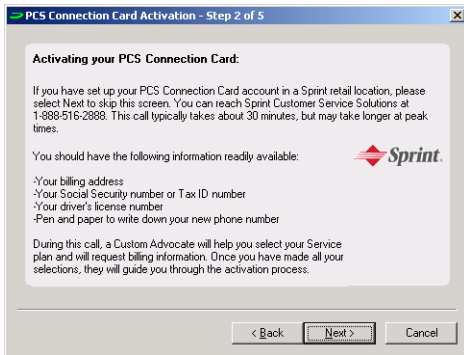 PCS Connection Card Activation - Step 2 of 5
Activating your PCS Connection Card:
If you have set up your PCS Connection Card account in a Sprint retail location, please
select Next to skip this screen. You can reach Sprint Customer Service Solutions at
1-888-516-2888. This call typically takes about 30 minutes, but may take longer at peak
times.
You should have the following information readily available:
Sprint.
-Your billing address
-Your Social Security number or Tax ID number
-Your driver's license number
-Pen and paper to write down your new phone number
During this call, a Custom Advocate will help you select your Service
plan and will request billing information. Once you have made all your
selections, they will guide you through the activation process.
< Back
Next >
Cancel